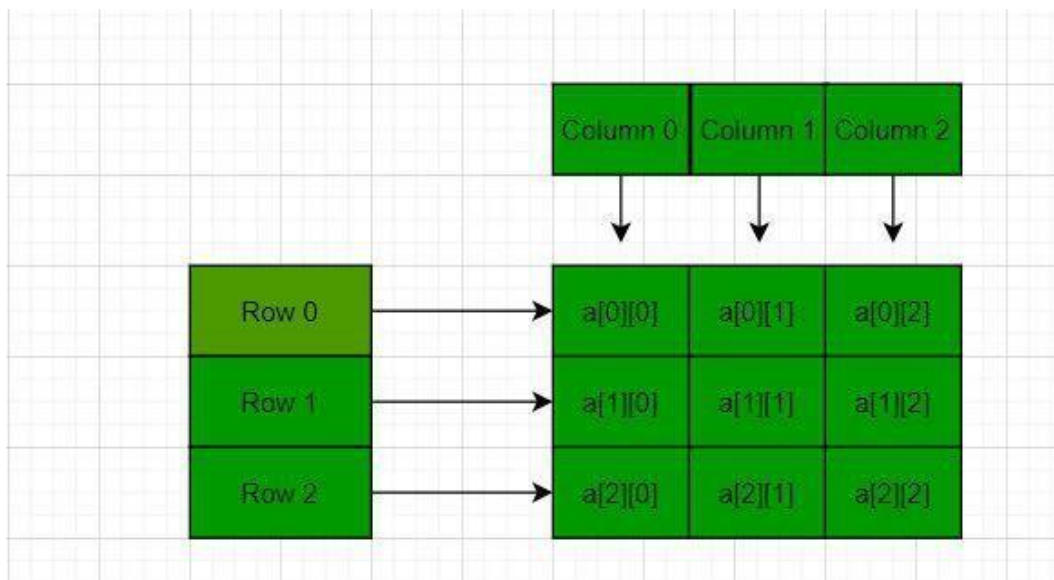 Column 0 Column 1 Column 2
Row 0 a[0][0] a[0][1] a[0][2]
Row 1 a[1][0] a[1][1] a[1][2]
Row 2 a[2][0] a[2][1] a[2][2]